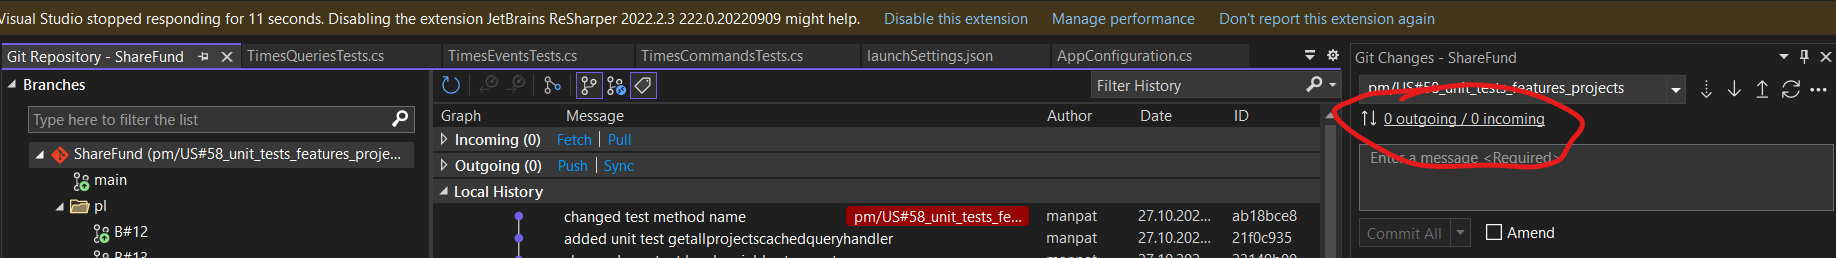 Visual Studio stopped responding for 11 seconds. Disabling the extension JetBrains ReSharper 2022.2.3 222.0.20220909 might help. Disable this extension Manage performance Don't report this extension again
Git Repository - ShareFund TimesQueriesTests.cs TimesEventsTests.cs TimesCommandsTests.cs launchSettings.json AppConfiguration.cs
Branches
Type here to filter the list
ShareFund (pm/US#58_unit_tests_features_proje...
main
pl
B#12
Filter History
Graph Message Author Date ID
Incoming (0) Fetch | Pull
Outgoing (0) Push | Sync
Local History
changed test method name pm/US#58_unit_tests_fe... manpat 27.10.202... ab18bce8
added unit test getallprojectscachedqueryhandler manpat 27.10.202... 21f0c935
Git Changes - ShareFund
pm/US#58_unit_tests_features_projects
0 outgoing / 0 incoming
Enter a message <Required>
Commit All Amend